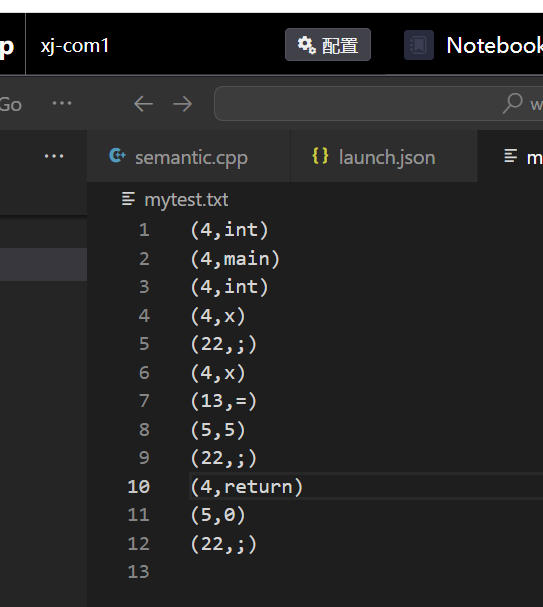 p xj-com1 配置 Notebook
Go ... w
... semantic.cpp {} launch.json m
mytest.txt
1 (4,int)
2 (4,main)
3 (4,int)
4 (4,x)
5 (22,;)
6 (4,x)
7 (13,=)
8 (5,5)
9 (22,;)
10 (4,return)
11 (5,0)
12 (22,;)
13